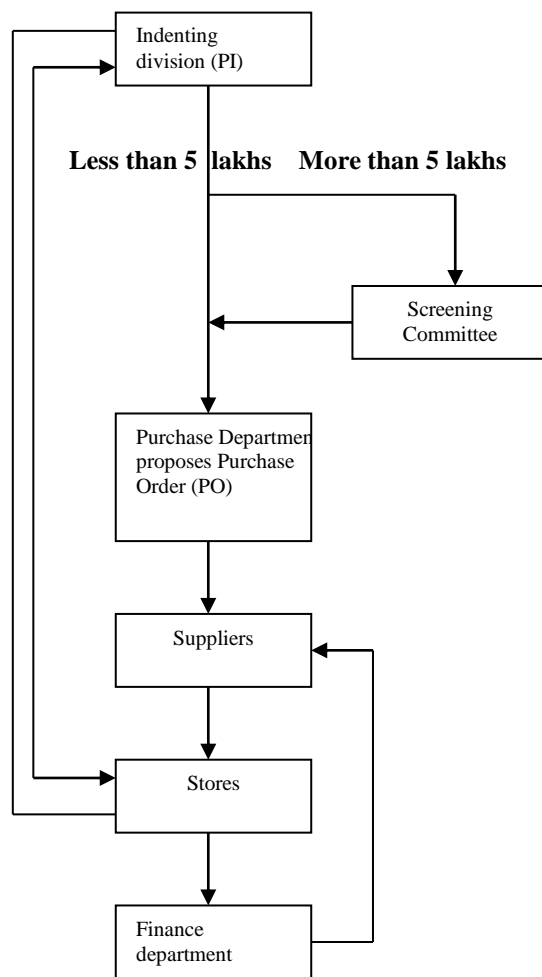 Indenting
division (PI)
Less than 5 lakhs More than 5 lakhs
Screening
Committee
Purchase Departmen
proposes Purchase
Order (PO)
Suppliers
Stores
Finance
department